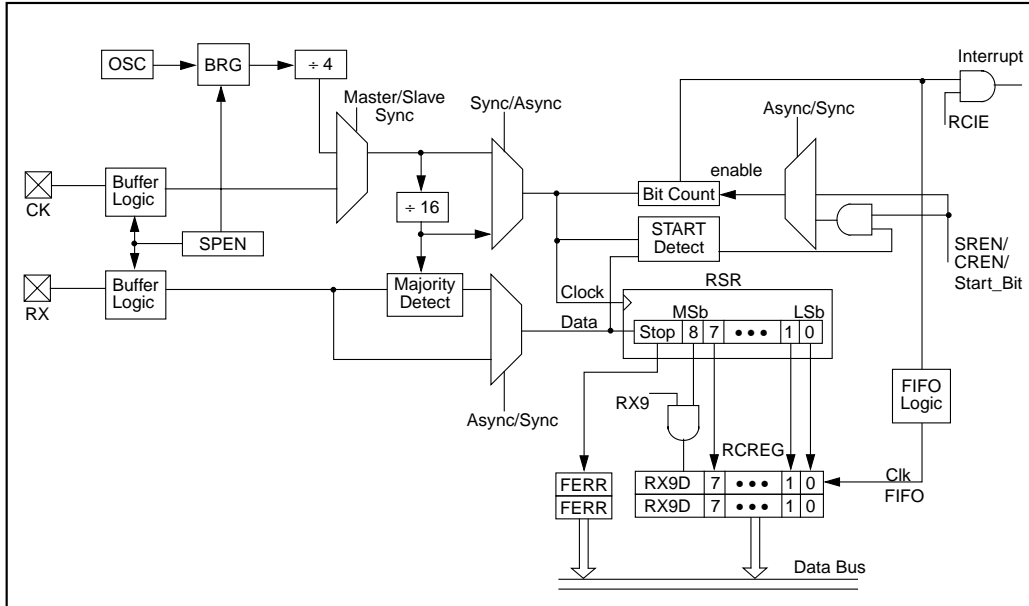 OSC
BRG
÷ 4
Interrupt
Master/Slave
Sync
Sync/Async
Async/Sync
RCIE
enable
Buffer
Logic
CK
÷ 16
Bit Count
START
Detect
SPEN
SREN/
CREN/
Start_Bit
Buffer
Logic
RX
Majority
Detect
Clock
RSR
MSb LSb
Data
Stop 8 7 ••• 1 0
FIFO
Logic
RX9
Async/Sync
RCREG
Clk
FIFO
FERR
RX9D 7 ••• 1 0
FERR
RX9D 7 ••• 1 0
Data Bus